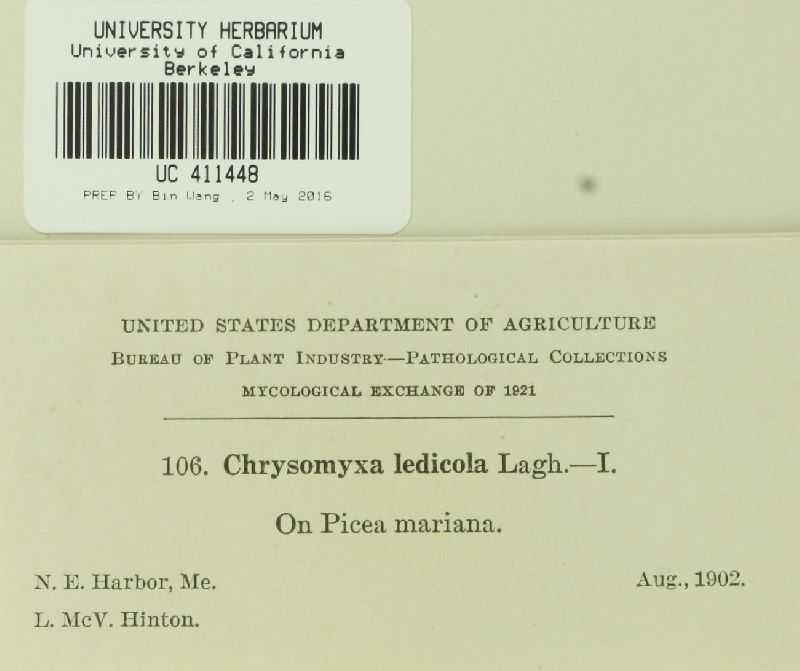 UNIVERSITY HERBARIUM
University of California
Berkeley
UC 411448
PREP BY Bin Wang , 2 May 2016
UNITED STATES DEPARTMENT OF AGRICULTURE
BUREAU OF PLANT INDUSTRY—PATHOLOGICAL COLLECTIONS
MYCOLOGICAL EXCHANGE OF 1921
106. Chrysomyxa ledicola Lagh.—I.
On Picea mariana.
N. E. Harbor, Me.
Aug., 1902.
L. McV. Hinton.